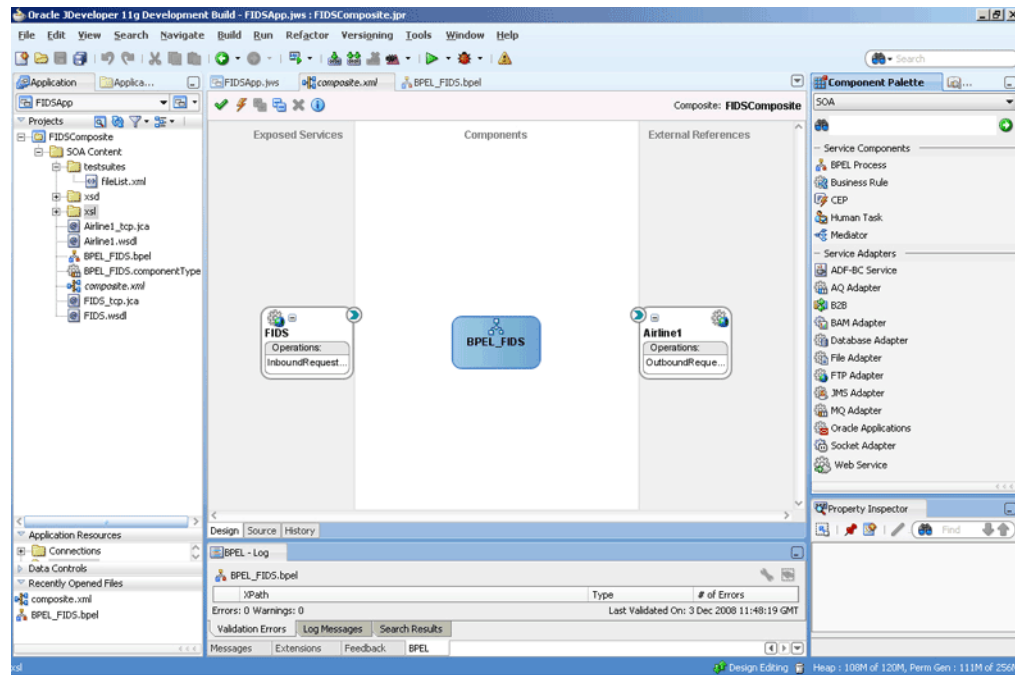 Oracle JDeveloper 11g Development Build - FIDSApp.jws : FIDSComposite.jpr
File Edit View Search Navigate Build Run Refactor Versioning Tools Window Help
Search
Application
Applica...
FIDSApp
Projects
FIDSComposite
SOA Content
testsuites
fileList.xml
xsd
xsl
Airline1_tcp.jca
Airline1.wsdl
BPEL_FIDS.bpel
BPEL_FIDS.componentType
composite.xml
FIDS_tcp.jca
FIDS.wsdl
Application Resources
Connections
Data Controls
Recently Opened Files
composite.xml
BPEL_FIDS.bpel
FIDSApp.jws
composite.xml
BPEL_FIDS.bpel
Composite: FIDSComposite
Exposed Services
Components
External References
FIDS
Operations:
InboundRequest...
BPEL_FIDS
Airline1
Operations:
OutboundReque...
Design Source History
BPEL - Log
BPEL_FIDS.bpel
XPath Type # of Errors
Errors: 0 Warnings: 0
Last Validated On: 3 Dec 2008 11:48:19 GMT
Validation Errors Log Messages Search Results
Messages Extensions Feedback BPEL
Component Palette
SOA
Service Components
BPEL Process
Business Rule
CEP
Human Task
Mediator
Service Adapters
ADF-BC Service
AQ Adapter
B2B
BAM Adapter
Database Adapter
File Adapter
FTP Adapter
JMS Adapter
MQ Adapter
Oracle Applications
Socket Adapter
Web Service
Property Inspector
Find
xsl
Design Editing
Heap : 108M of 120M, Perm Gen : 111M of 256M